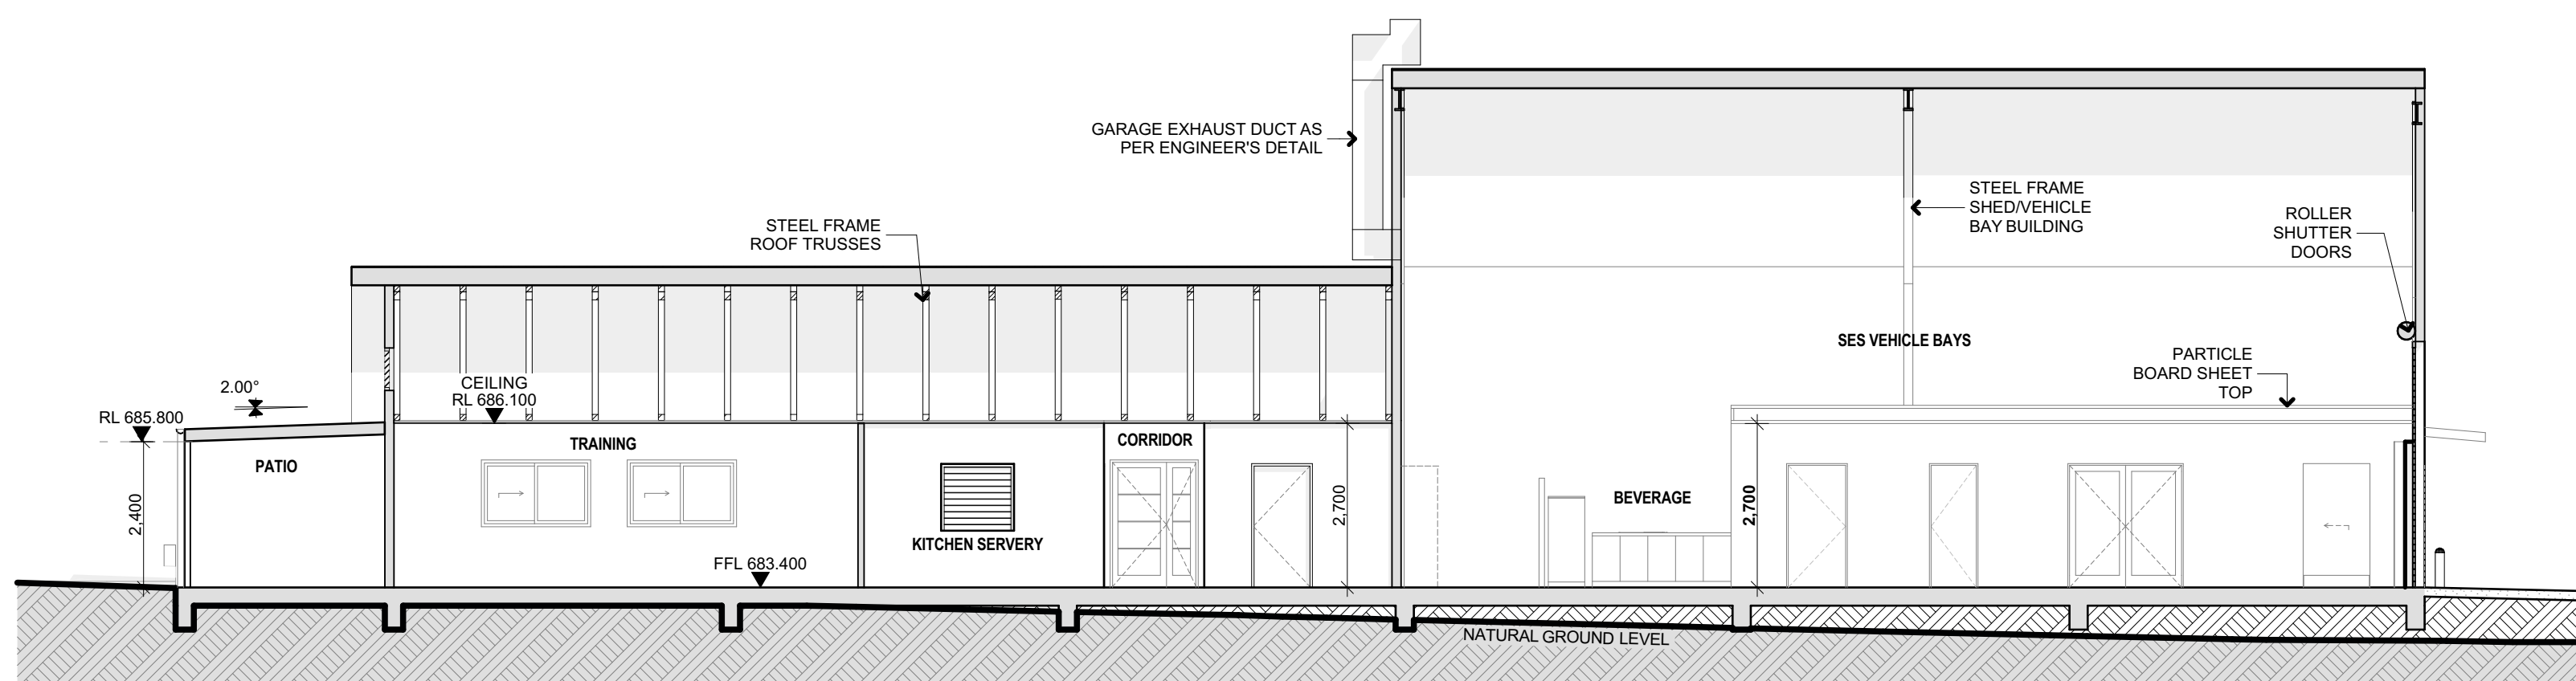 GARAGE EXHAUST DUCT AS
PER ENGINEER'S DETAIL
STEEL FRAME
SHED/VEHICLE
BAY BUILDING
ROLLER
SHUTTER
DOORS
STEEL FRAME
ROOF TRUSSES
SES VEHICLE BAYS
PARTICLE
BOARD SHEET
TOP
2.00°
CEILING
RL 686.100
RL 685.800
TRAINING
CORRIDOR
PATIO
2,400
2,700
BEVERAGE
2,700
KITCHEN SERVERY
FFL 683.400
NATURAL GROUND LEVEL